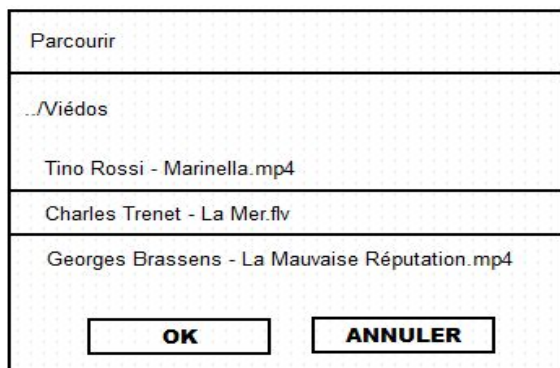 Parcourir
../Viédos
Tino Rossi - Marinella.mp4
Charles Trenet - La Mer.flv
Georges Brassens - La Mauvaise Réputation.mp4
OK
ANNULER